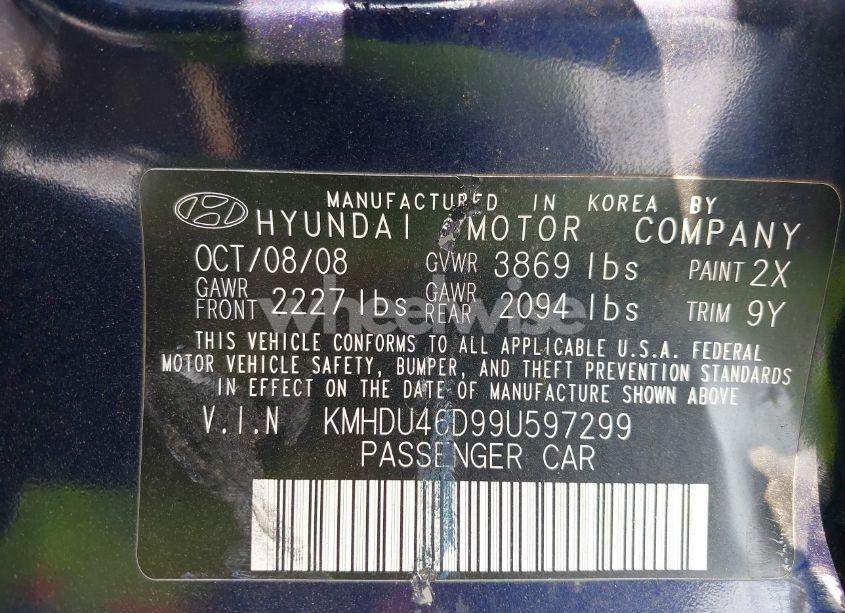 MANUFACTURED IN KOREA BY
HYUNDAI MOTOR COMPANY
OCT/08/08 GVWR 3869 lbs PAINT 2X
GAWR FRONT 2227 lbs GAWR REAR 2094 lbs TRIM 9Y
wheelwise
THIS VEHICLE CONFORMS TO ALL APPLICABLE U.S.A. FEDERAL
MOTOR VEHICLE SAFETY, BUMPER, AND THEFT PREVENTION STANDARDS
IN EFFECT ON THE DATE OF MANUFACTURE SHOWN ABOVE
V.I.N KMHDU46D99U597299
PASSENGER CAR